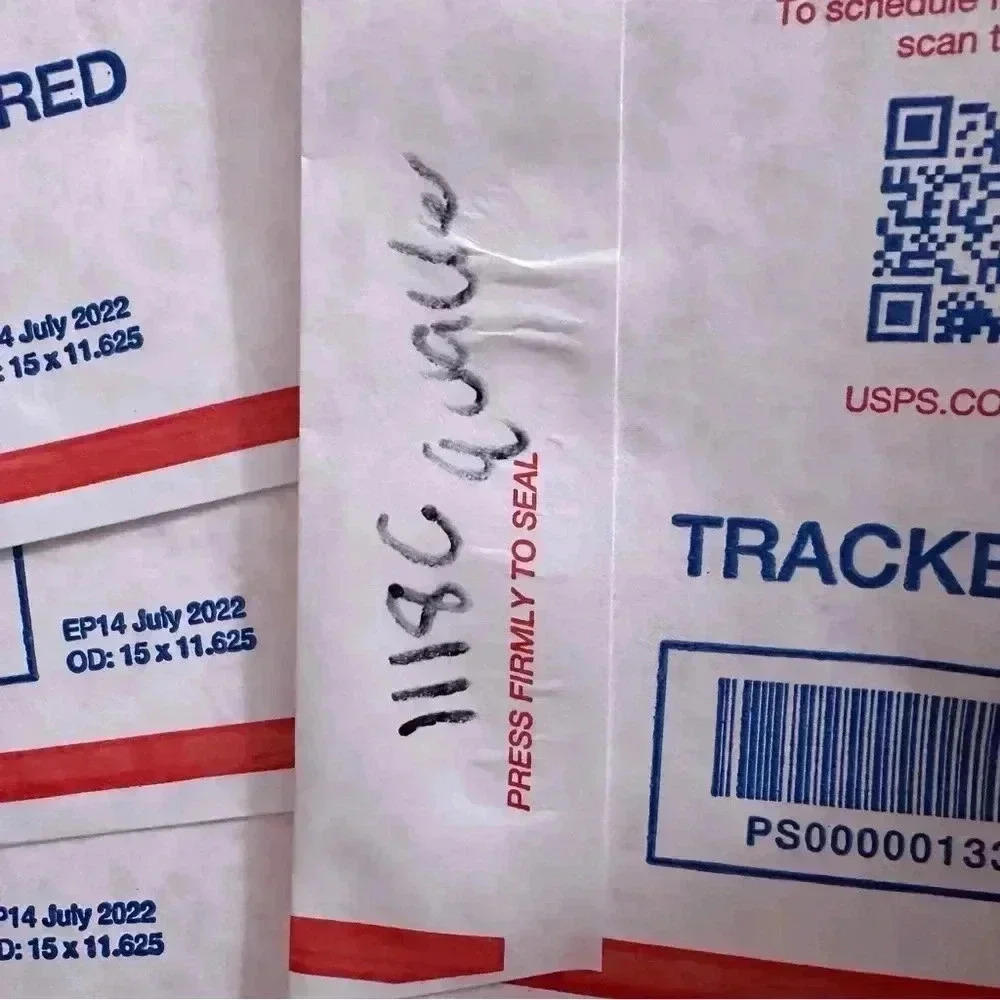 RED
4 July 2022
: 15 x 11.625
EP14 July 2022
OD: 15 x 11.625
P14 July 2022
D: 15 x 11.625
1118C
PRESS FIRMLY TO SEAL
To schedule
scan t
USPS.CO
TRACKE
PS00000133